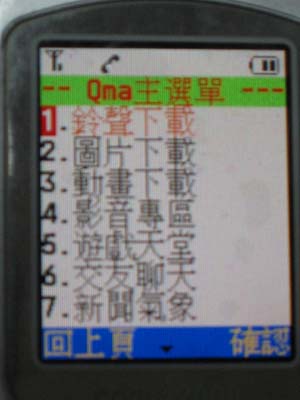 -- Qma主選單 ---
1.鈴聲下載
2.圖片下載
3.動畫下載
4.影音專區
5.遊戲天堂
6.交友聊天
7.新聞氣象
回上頁 確認